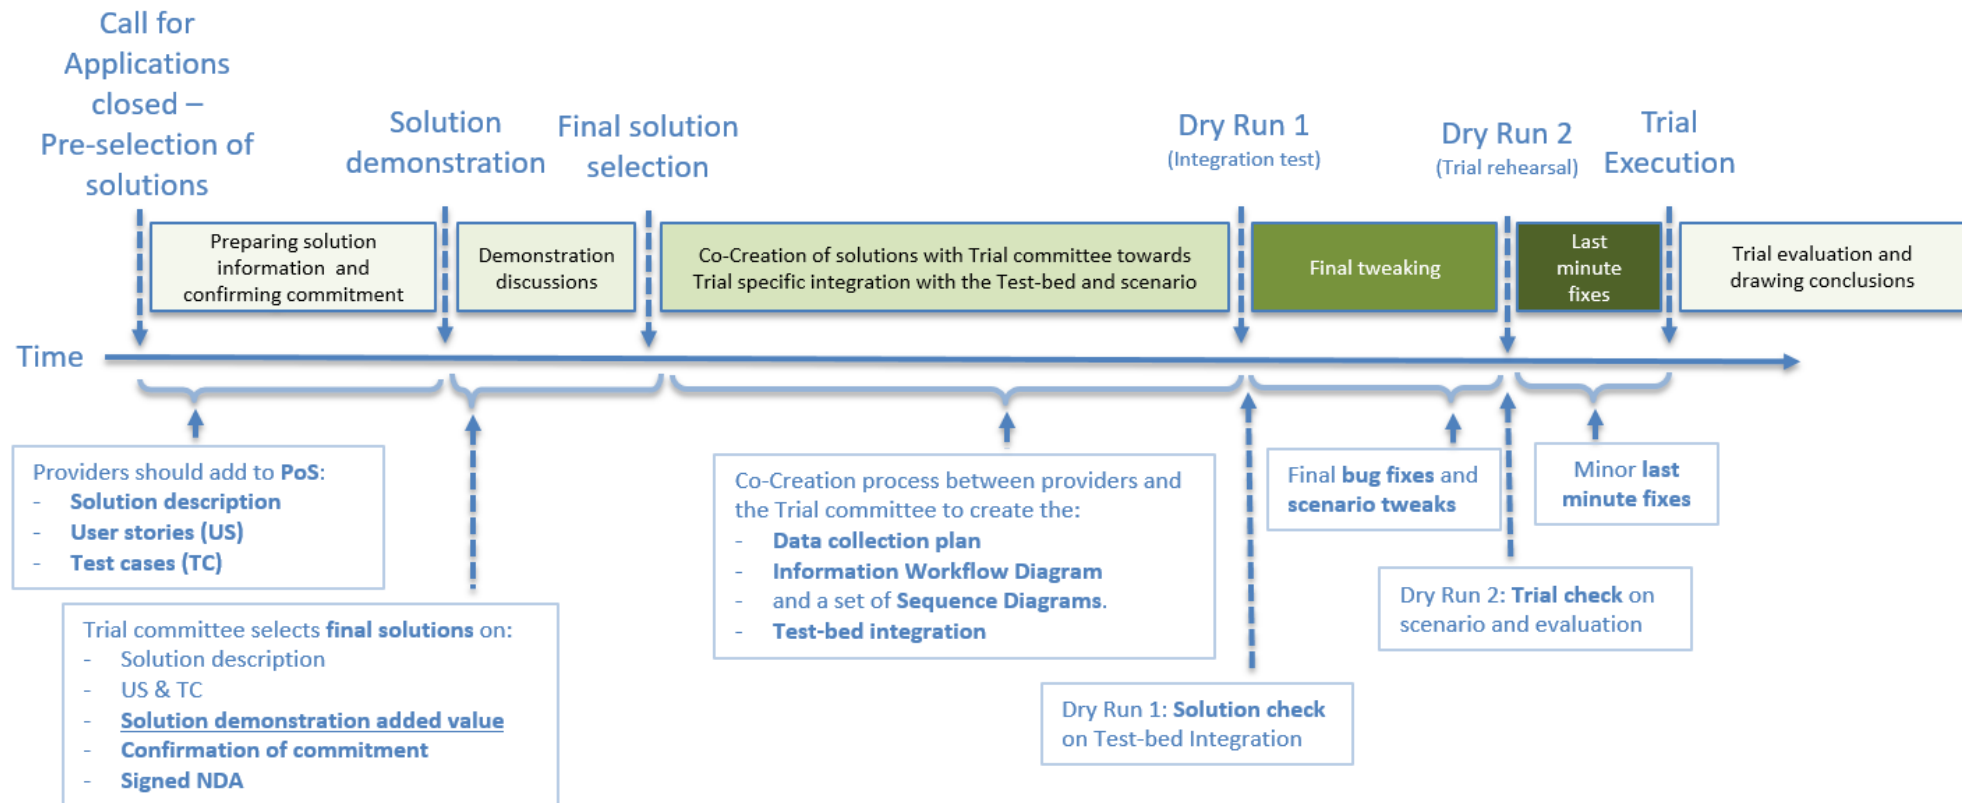 Call for
Applications
closed –
Pre-selection of
solutions
Solution
demonstration
Final solution
selection
Dry Run 1
(Integration test)
Dry Run 2
(Trial rehearsal)
Trial
Execution
Preparing solution
information and
confirming commitment
Demonstration
discussions
Co-Creation of solutions with Trial committee towards
Trial specific integration with the Test-bed and scenario
Final tweaking
Last
minute
fixes
Trial evaluation and
drawing conclusions
Time
Providers should add to PoS:
- Solution description
- User stories (US)
- Test cases (TC)
Trial committee selects final solutions on:
- Solution description
- US & TC
- Solution demonstration added value
- Confirmation of commitment
- Signed NDA
Co-Creation process between providers and
the Trial committee to create the:
- Data collection plan
- Information Workflow Diagram
- and a set of Sequence Diagrams.
- Test-bed integration
Dry Run 1: Solution check
on Test-bed Integration
Final bug fixes and
scenario tweaks
Dry Run 2: Trial check on
scenario and evaluation
Minor last
minute fixes